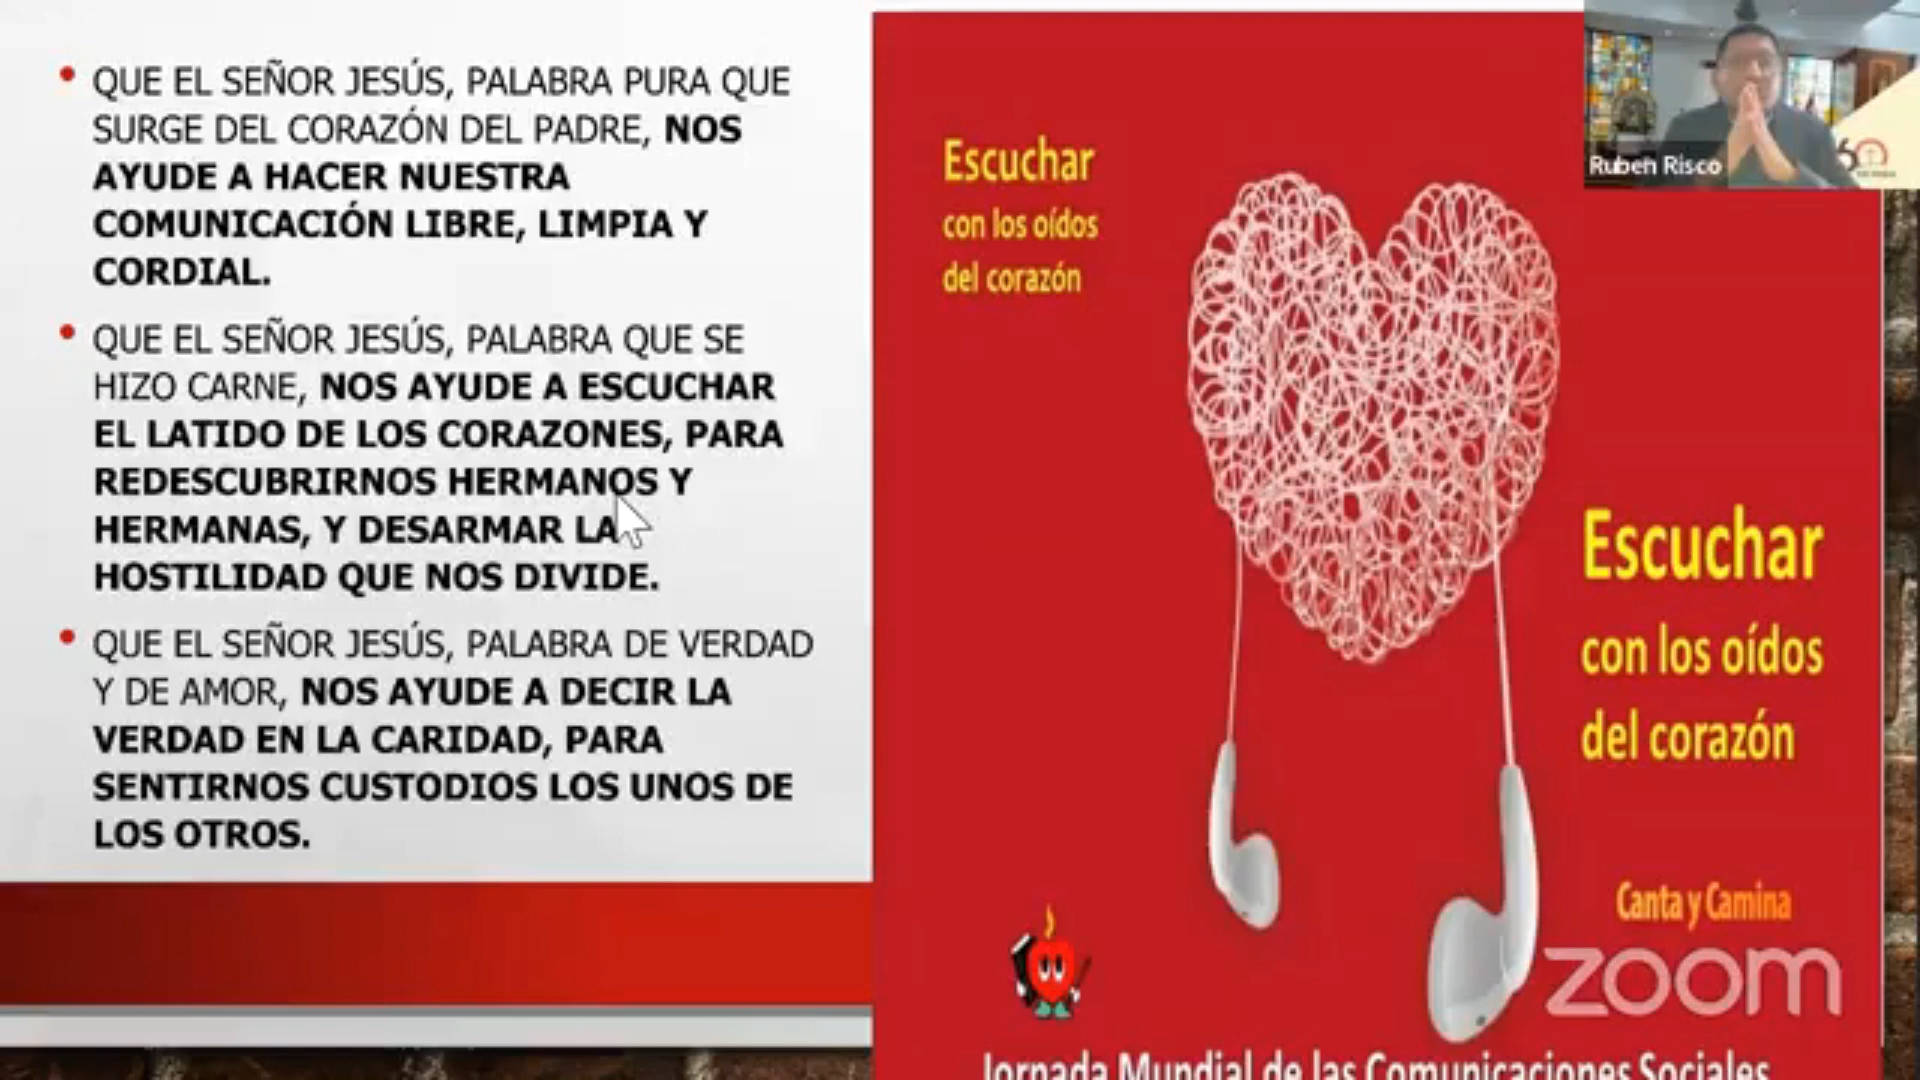 QUE EL SEÑOR JESÚS, PALABRA PURA QUE
SURGE DEL CORAZÓN DEL PADRE, NOS
AYUDE A HACER NUESTRA
COMUNICACIÓN LIBRE, LIMPIA Y
CORDIAL.
QUE EL SEÑOR JESÚS, PALABRA QUE SE
HIZO CARNE, NOS AYUDE A ESCUCHAR
EL LATIDO DE LOS CORAZONES, PARA
REDESCUBRIRNOS HERMANOS Y
HERMANAS, Y DESARMAR LA
HOSTILIDAD QUE NOS DIVIDE.
QUE EL SEÑOR JESÚS, PALABRA DE VERDAD
Y DE AMOR, NOS AYUDE A DECIR LA
VERDAD EN LA CARIDAD, PARA
SENTIRNOS CUSTODIOS LOS UNOS DE
LOS OTROS.
Escuchar
con los oídos
del corazón
Ruben Risco
60
Escuchar
con los oídos
del corazón
Canta y Camina
zoom
Jornada Mundial de las Comunicaciones Sociales